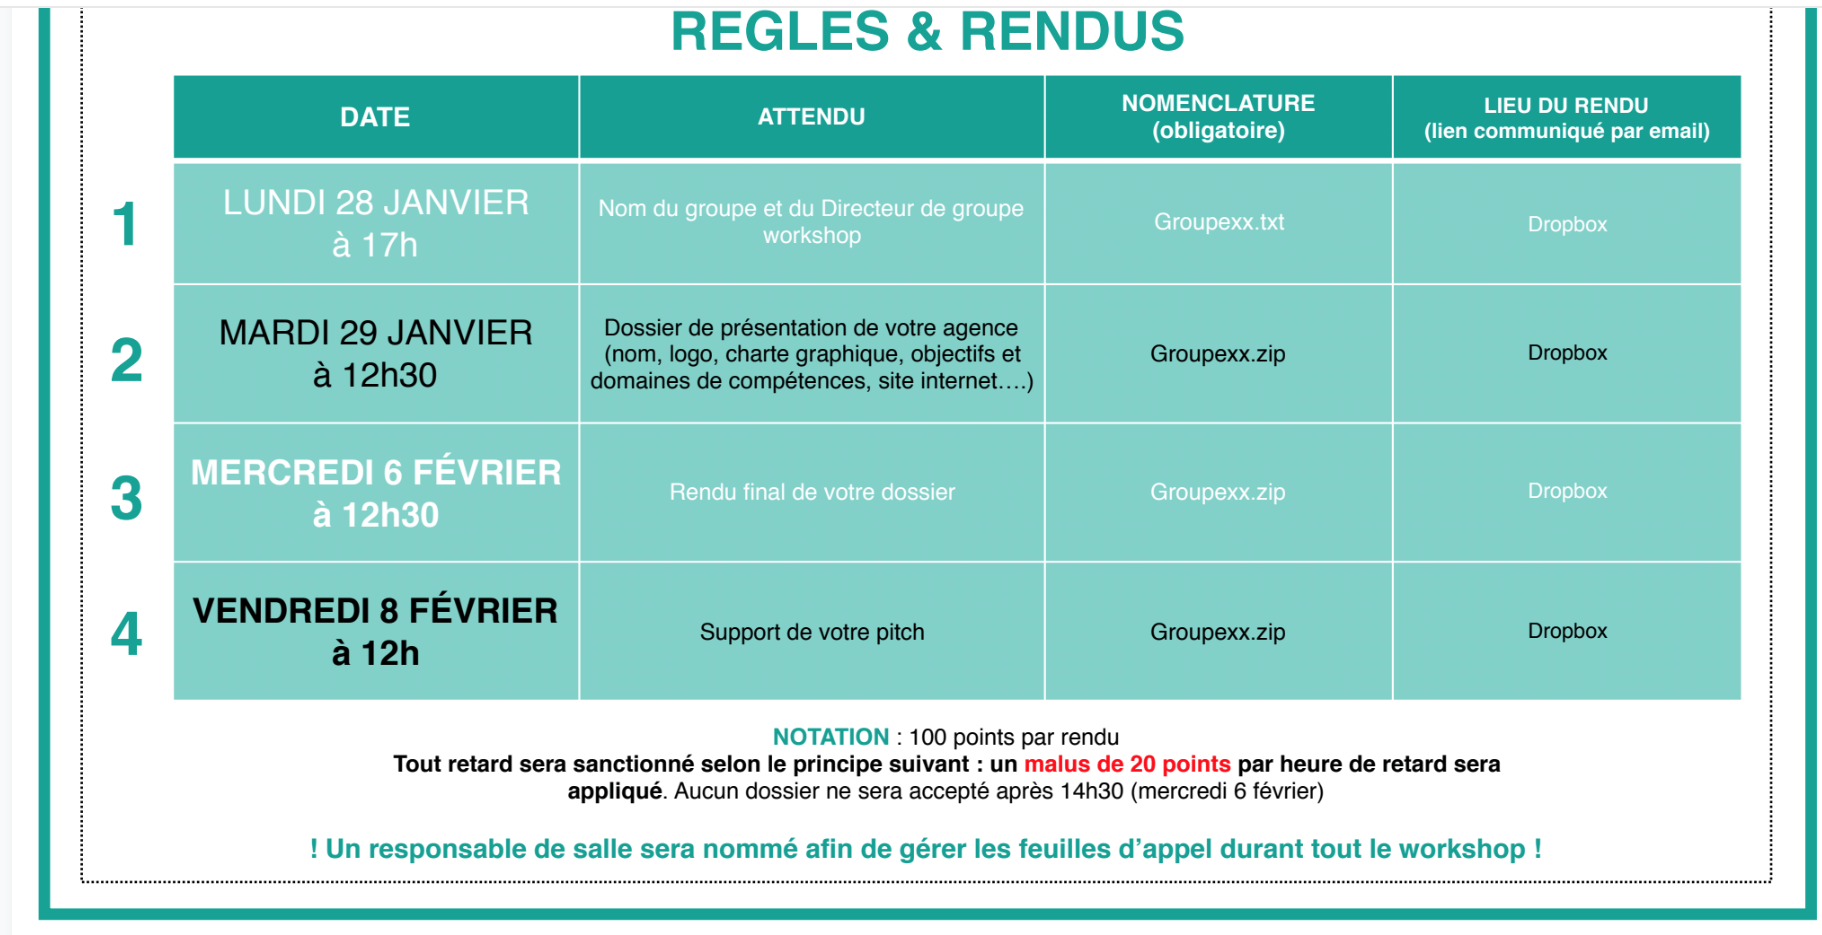 REGLES & RENDUS
DATE
ATTENDU
NOMENCLATURE
(obligatoire)
LIEU DU RENDU
(lien communiqué par email)
1
LUNDI 28 JANVIER
à 17h
Nom du groupe et du Directeur de groupe
workshop
Groupexx.txt
Dropbox
2
MARDI 29 JANVIER
à 12h30
Dossier de présentation de votre agence
(nom, logo, charte graphique, objectifs et
domaines de compétences, site internet….)
Groupexx.zip
Dropbox
3
MERCREDI 6 FÉVRIER
à 12h30
Rendu final de votre dossier
Groupexx.zip
Dropbox
4
VENDREDI 8 FÉVRIER
à 12h
Support de votre pitch
Groupexx.zip
Dropbox
NOTATION : 100 points par rendu
Tout retard sera sanctionné selon le principe suivant : un malus de 20 points par heure de retard sera
appliqué. Aucun dossier ne sera accepté après 14h30 (mercredi 6 février)
! Un responsable de salle sera nommé afin de gérer les feuilles d’appel durant tout le workshop !